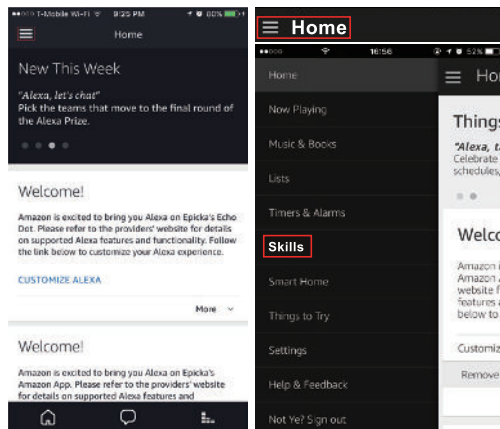 T-Mobile Wi-Fi 9:25 PM 80%
Home
New This Week
"Alexa, let's chat"
Pick the teams that move to the final round of
the Alexa Prize.
Welcome!
Amazon is excited to bring you Alexa on Epicka's Echo
Dot. Please refer to the providers' website for details
on supported Alexa features and functionality. Follow
the link below to customize your Alexa experience.
CUSTOMIZE ALEXA
More
Welcome!
Amazon is excited to bring you Alexa on Epicka's
Amazon App. Please refer to the providers' website
for details on supported Alexa features and
Home
16:56 52%
Home
Now Playing
Music & Books
Lists
Timers & Alarms
Skills
Smart Home
Things to Try
Settings
Help & Feedback
Not Ye? Sign out
Ho
Things
"Alexa, t
Celebrate
schedules,
Welco
Amazon i
Amazon
website f
features
below to
Customiz
Remove